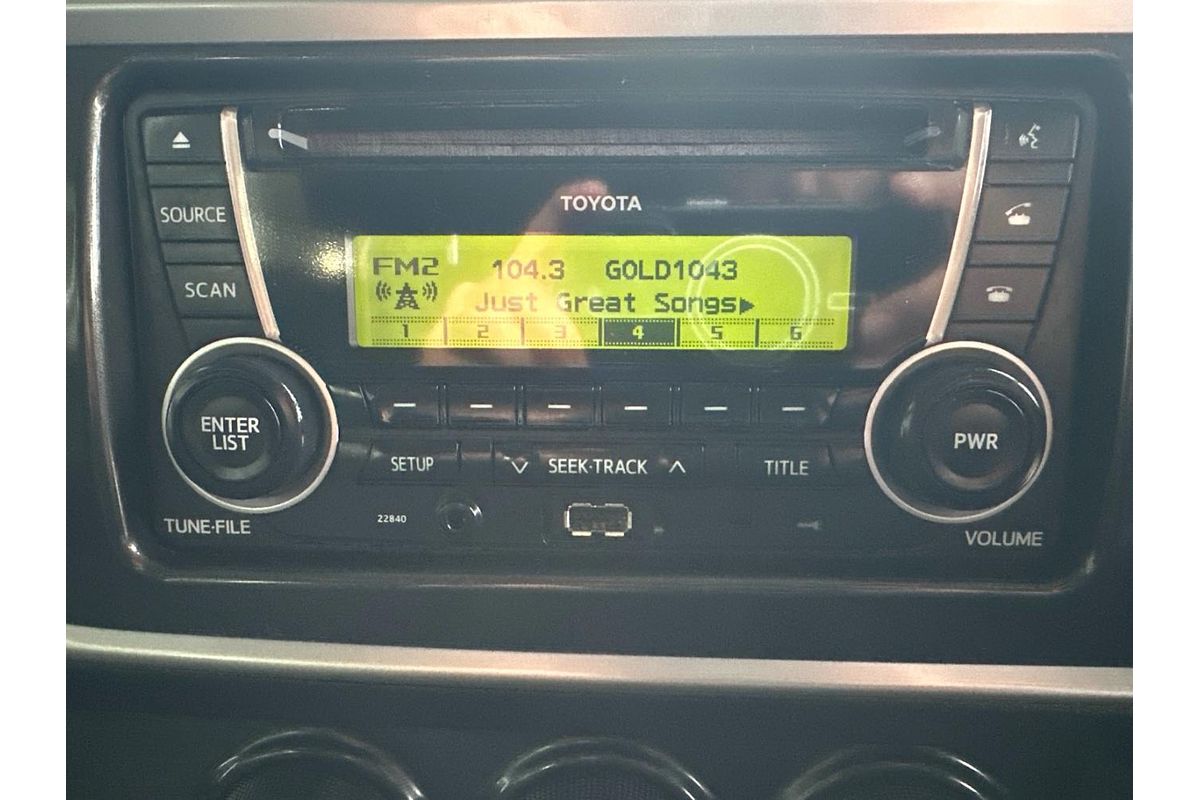 TOYOTA
SOURCE
SCAN
FM2 104.3 GOLD1043
Just Great Songs
1 2 3 4 5 6
ENTER
LIST
PWR
SETUP SEEK·TRACK TITLE
22840
TUNE·FILE
VOLUME